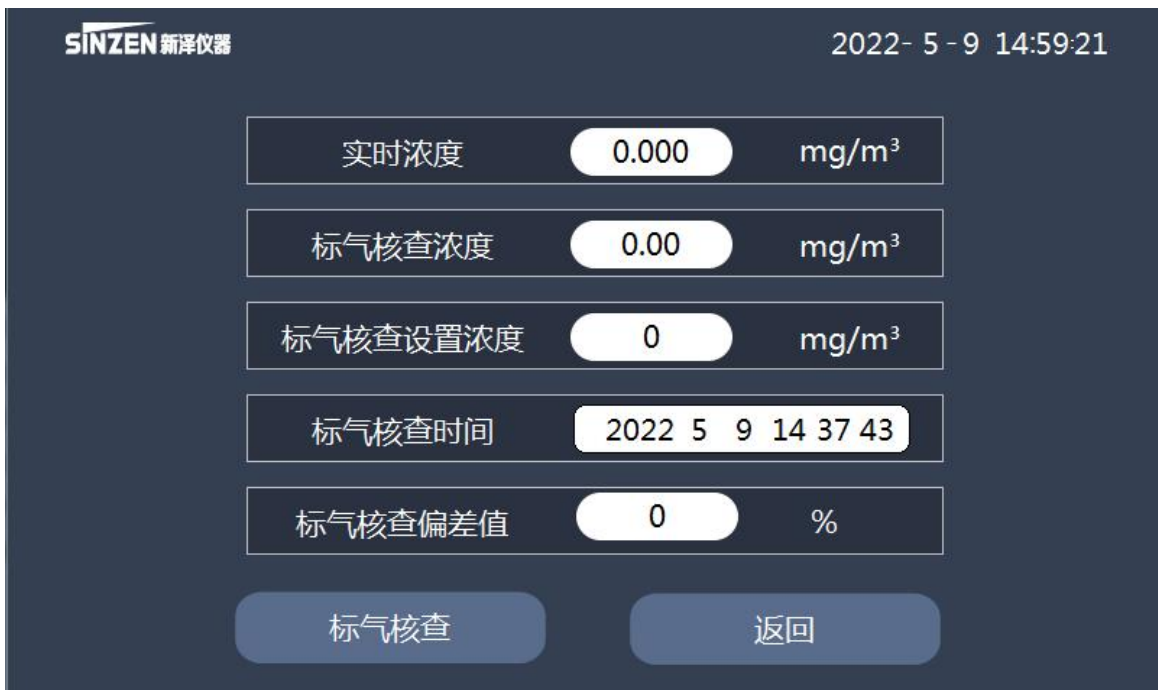 SINZEN 新泽仪器 2022- 5 - 9 14:59:21
实时浓度 0.000 mg/m³
标气核查浓度 0.00 mg/m³
标气核查设置浓度 0 mg/m³
标气核查时间 2022 5 9 14 37 43
标气核查偏差值 0 %
标气核查 返回